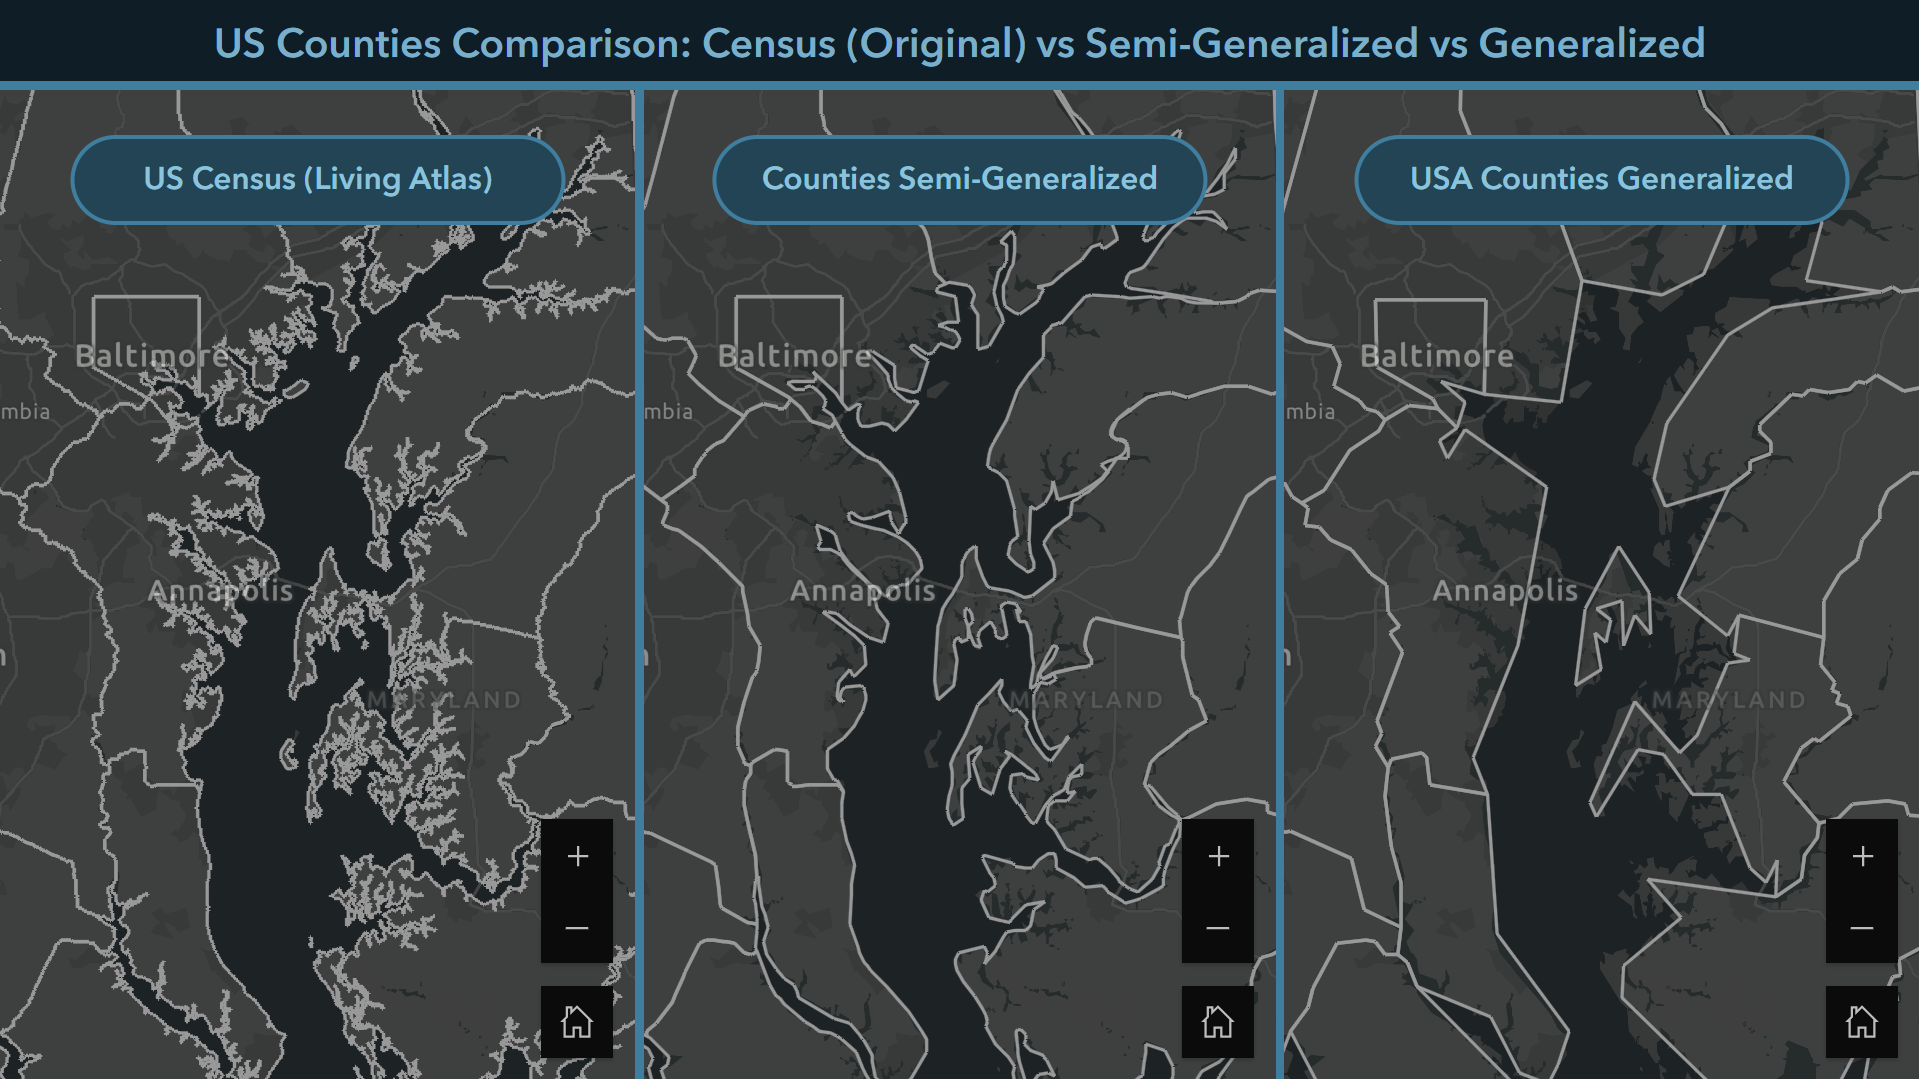 US Counties Comparison: Census (Original) vs Semi-Generalized vs Generalized
US Census (Living Atlas)
Baltimore
mbia
Annapolis
MARYLAND
+
−
Counties Semi-Generalized
Baltimore
mbia
Annapolis
MARYLAND
+
−
USA Counties Generalized
Baltimore
mbia
Annapolis
MARYLAND
+
−